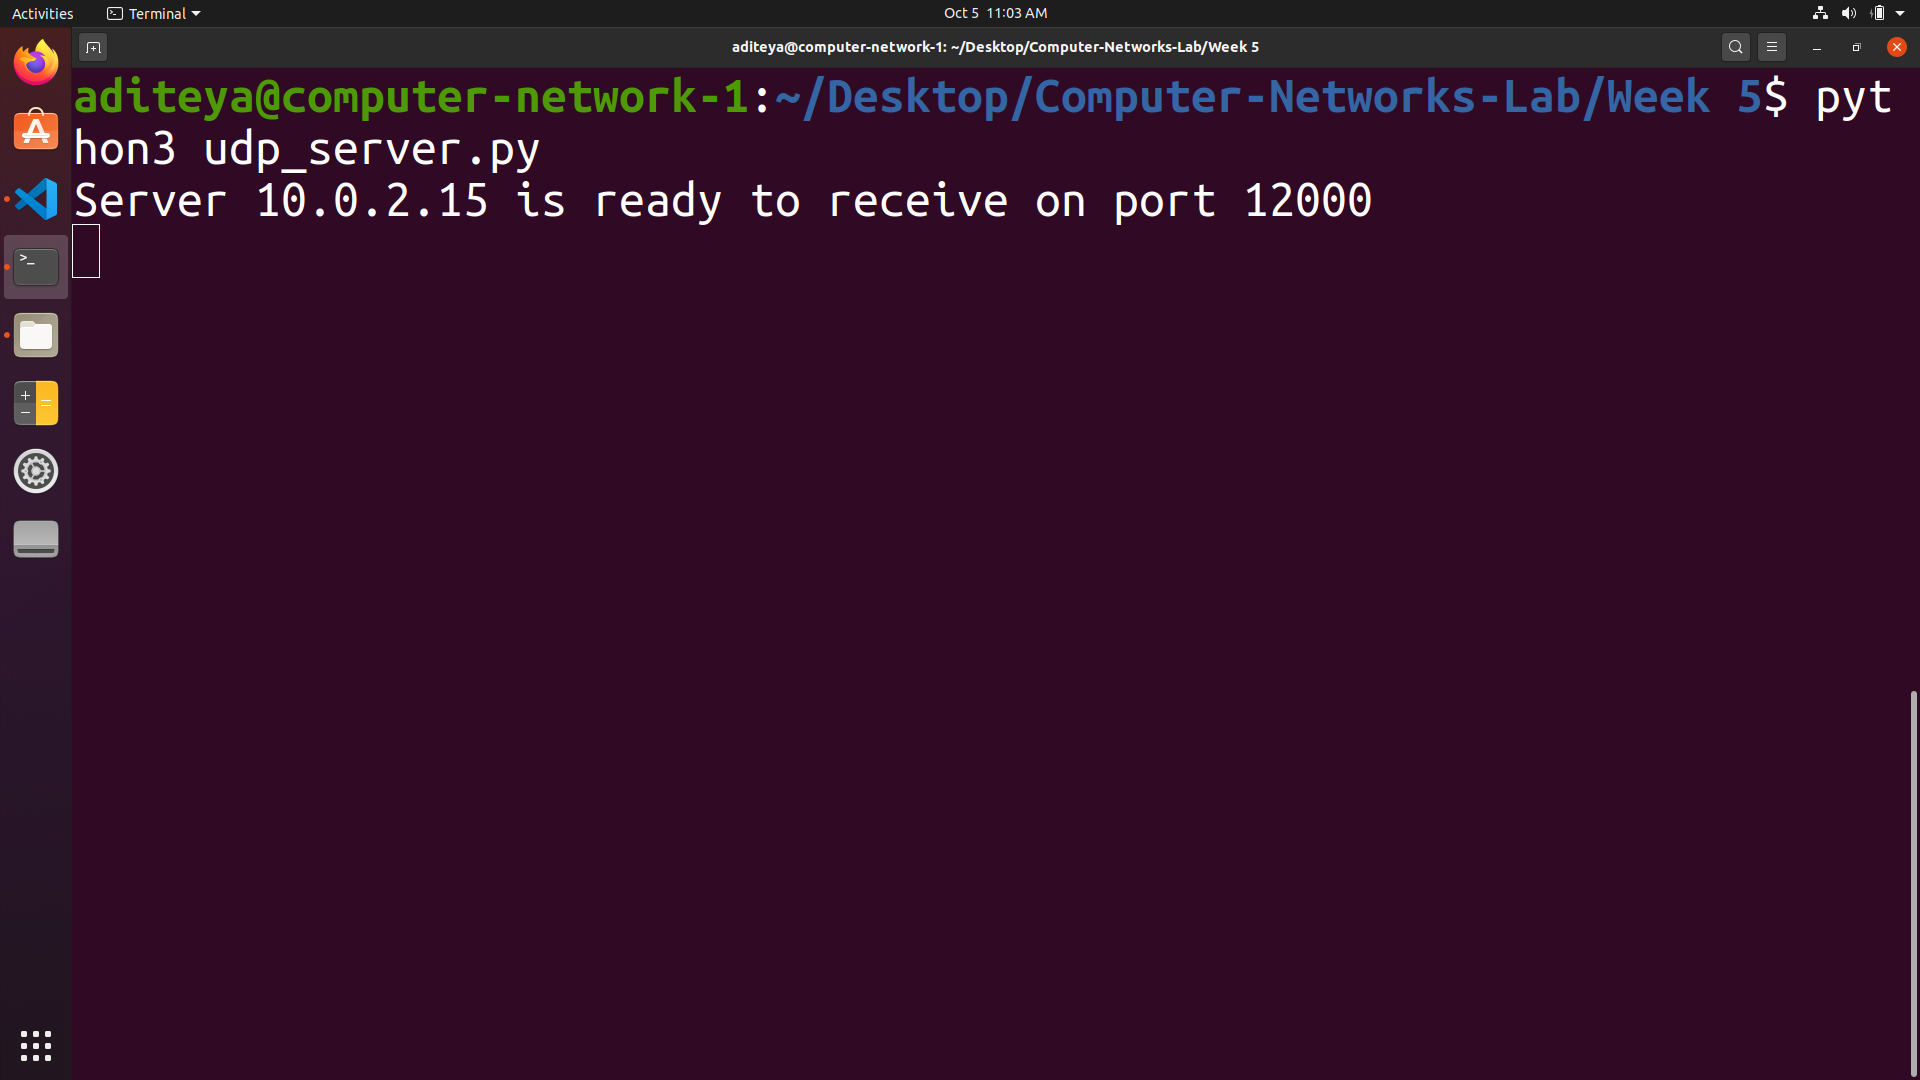 Activities
Terminal
Oct 5 11:03 AM
aditeya@computer-network-1: ~/Desktop/Computer-Networks-Lab/Week 5
aditeya@computer-network-1:~/Desktop/Computer-Networks-Lab/Week 5$ pyt
hon3 udp_server.py
Server 10.0.2.15 is ready to receive on port 12000